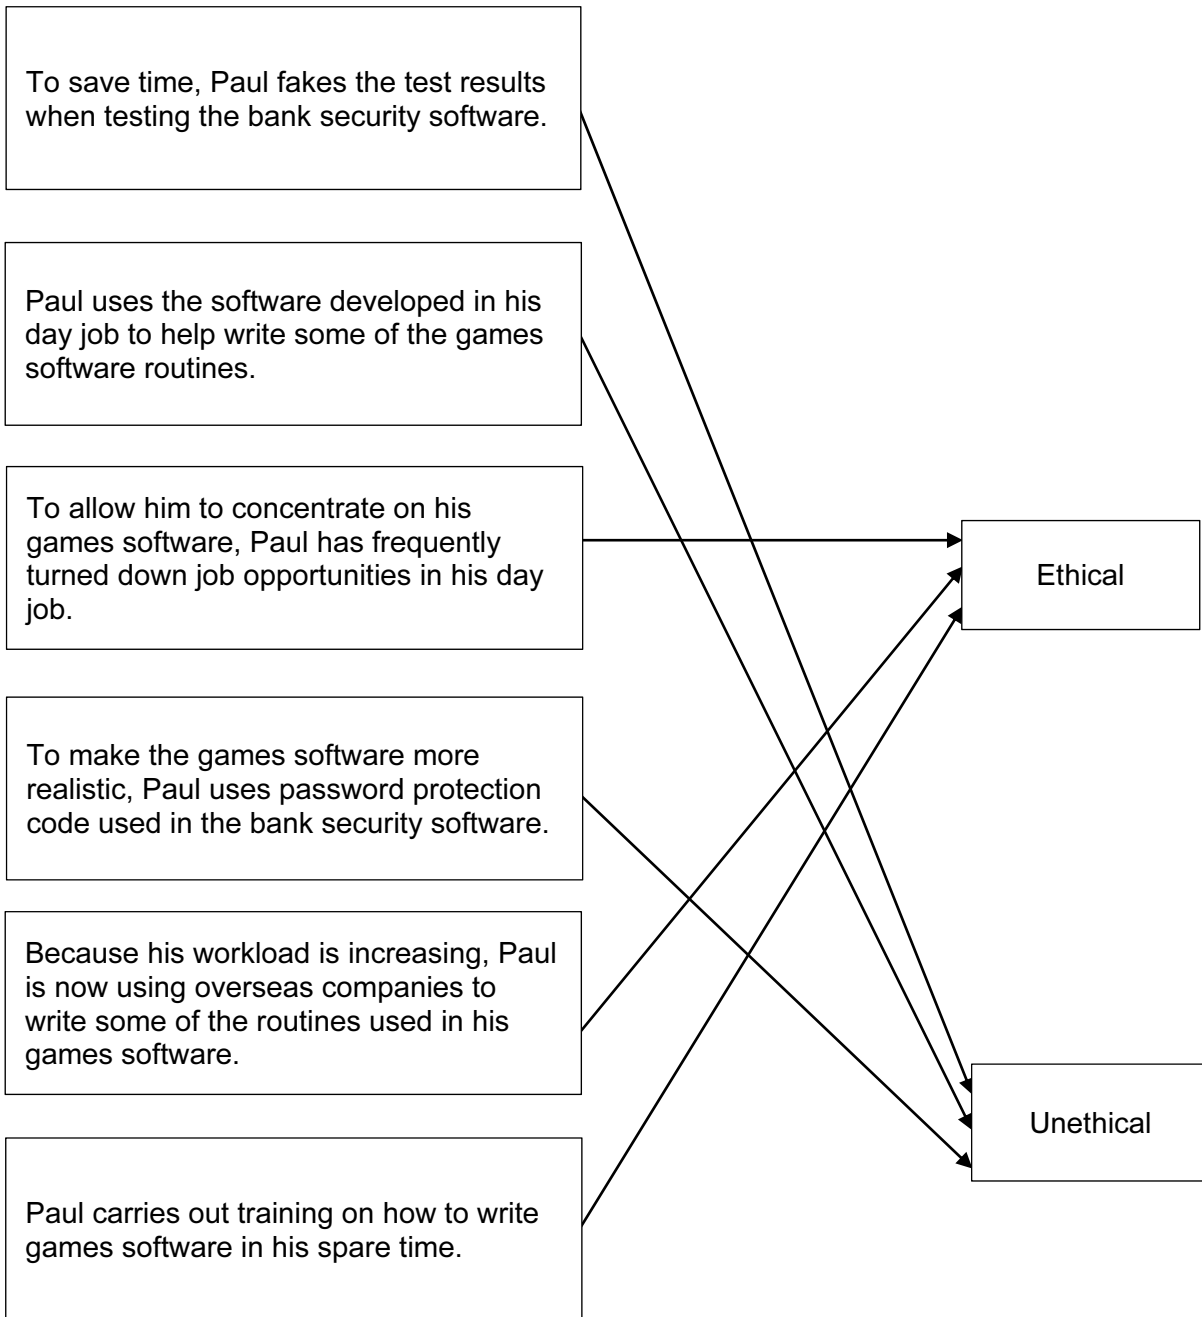 To save time, Paul fakes the test results
when testing the bank security software.
Paul uses the software developed in his
day job to help write some of the games
software routines.
To allow him to concentrate on his
games software, Paul has frequently
turned down job opportunities in his day
job.
Ethical
To make the games software more
realistic, Paul uses password protection
code used in the bank security software.
Because his workload is increasing, Paul
is now using overseas companies to
write some of the routines used in his
games software.
Unethical
Paul carries out training on how to write
games software in his spare time.